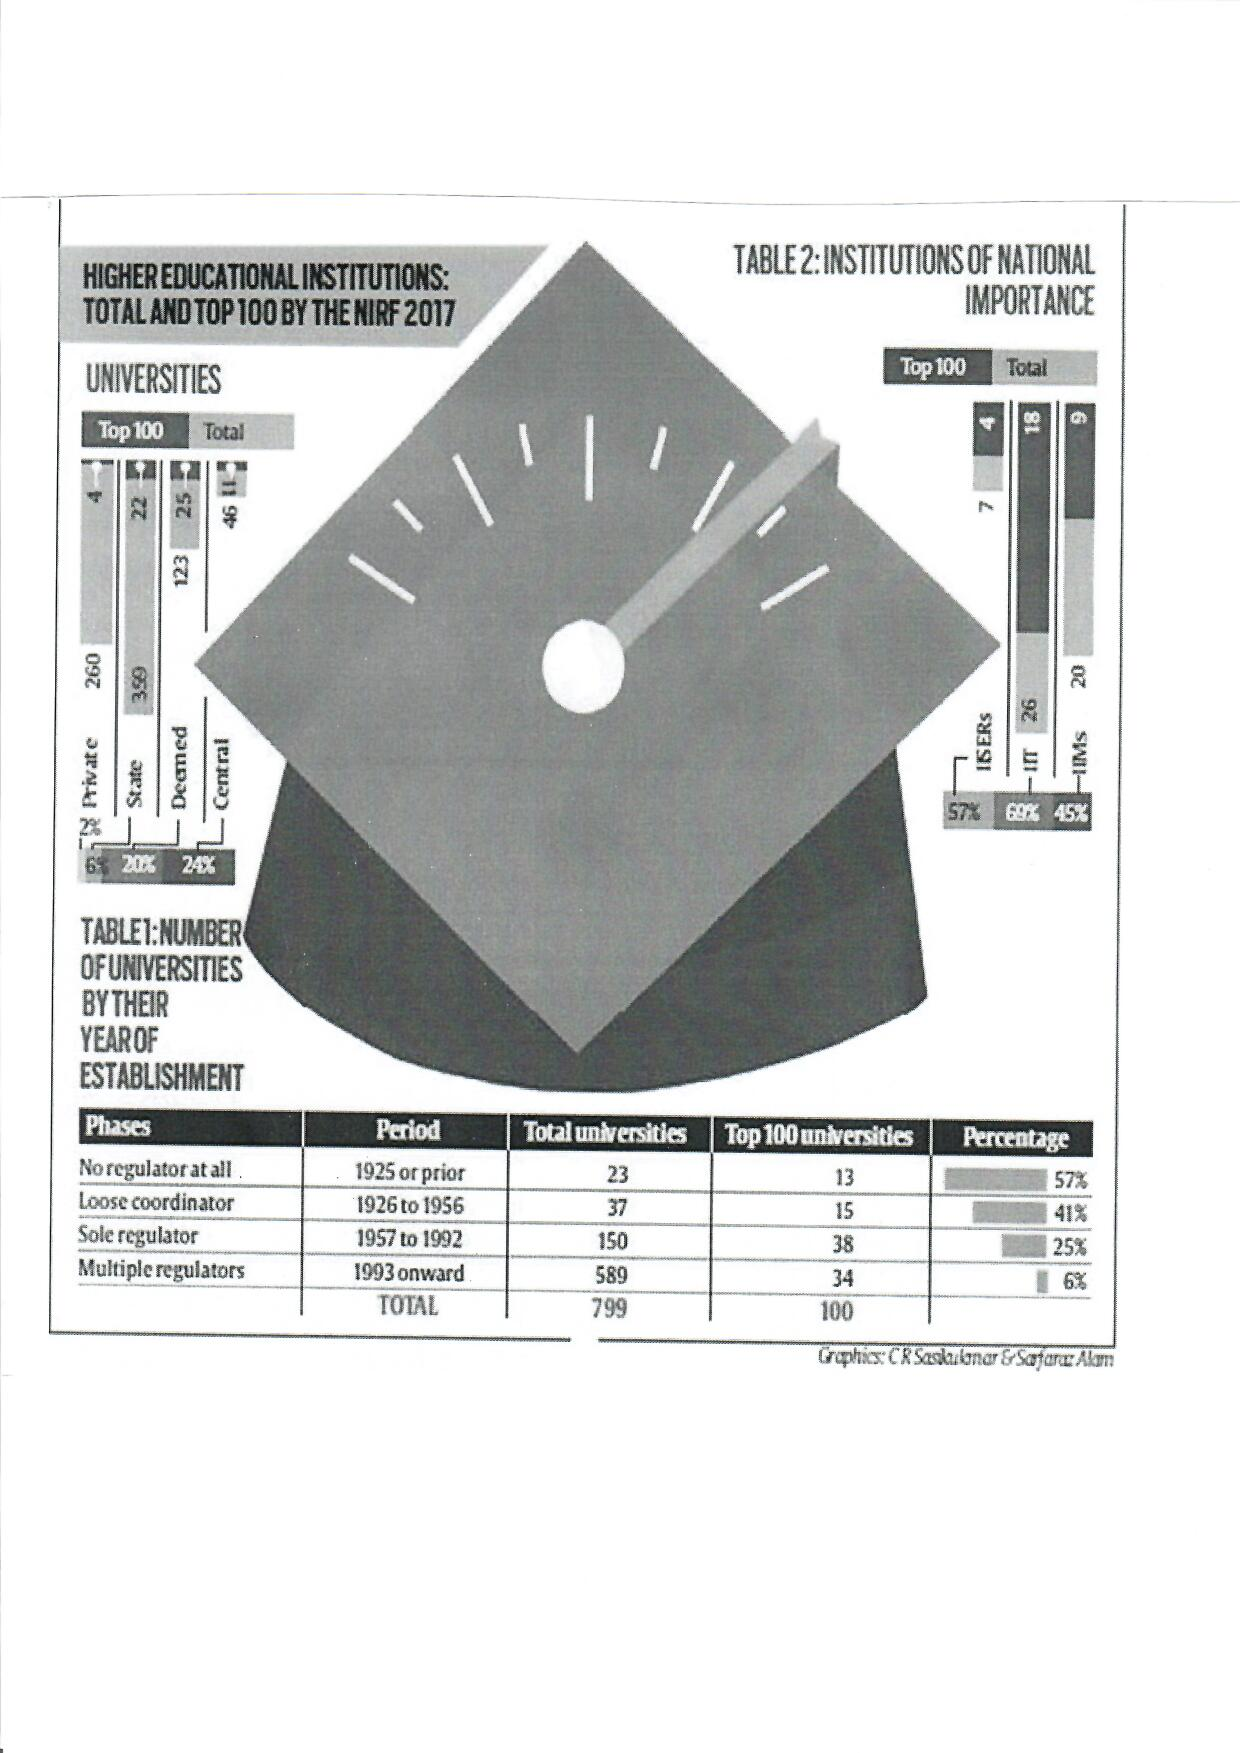 HIGHER EDUCATIONAL INSTITUTIONS:
TOTAL AND TOP 100 BY THE NIRF 2017
UNIVERSITIES
Top 100 Total
4 22 25 11
260 359 123 46
Private State Deemed Central
2%
6% 20% 24%
TABLE 2: INSTITUTIONS OF NATIONAL
IMPORTANCE
Top 100 Total
4 18 9
7 26 20
IISERs IIT IIMs
57% 69% 45%
TABLE1: NUMBER
OF UNIVERSITIES
BY THEIR
YEAR OF
ESTABLISHMENT
Phases Period Total universities Top 100 universities Percentage
No regulator at all 1925 or prior 23 13 57%
Loose coordinator 1926 to 1956 37 15 41%
Sole regulator 1957 to 1992 150 38 25%
Multiple regulators 1993 onward 589 34 6%
TOTAL 799 100
Graphics: C R Sasikumar & Sarfaraz Alam